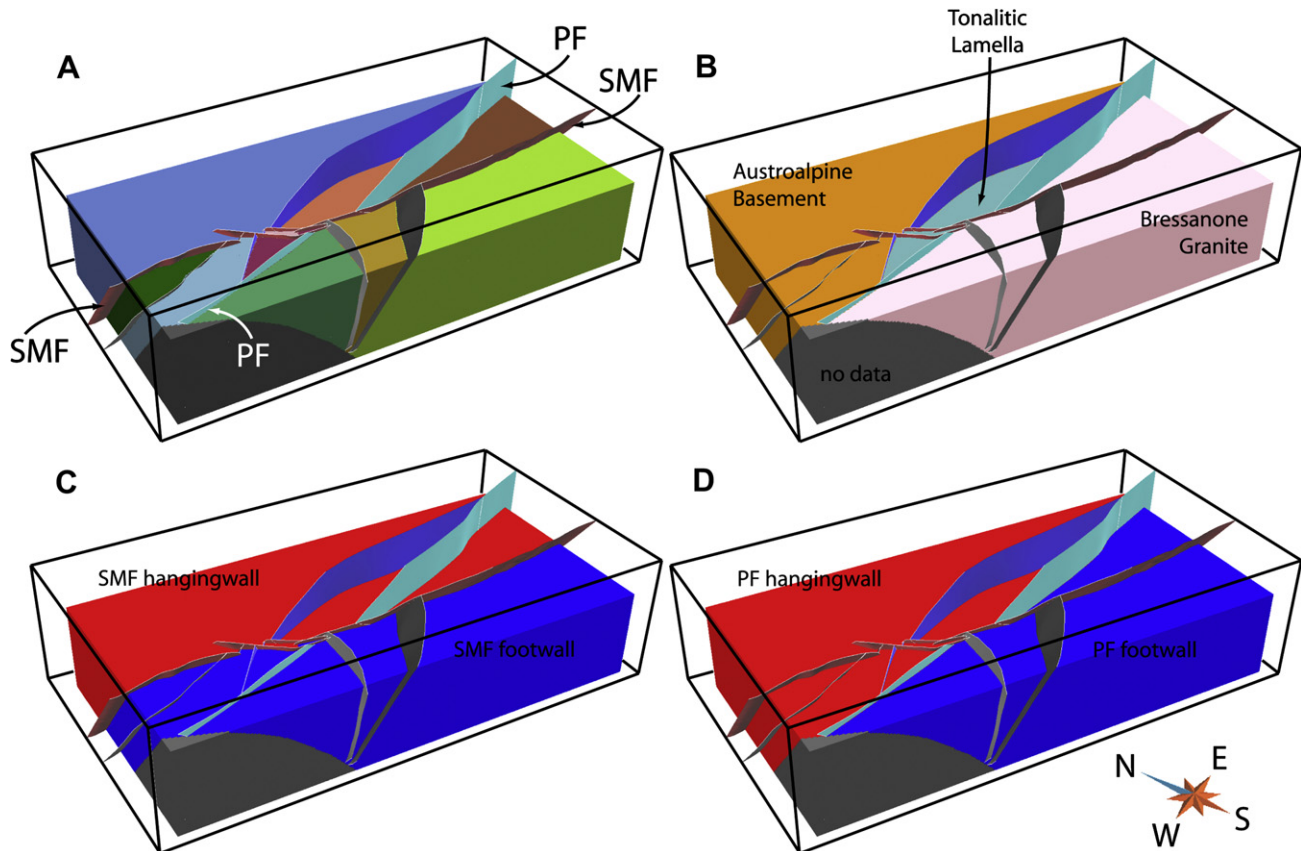 A
PF
SMF
SMF
PF
B
Tonalitic
Lamella
Austroalpine
Basement
Bressanone
Granite
no data
C
SMF hangingwall
SMF footwall
D
PF hangingwall
PF footwall
N
E
W
S